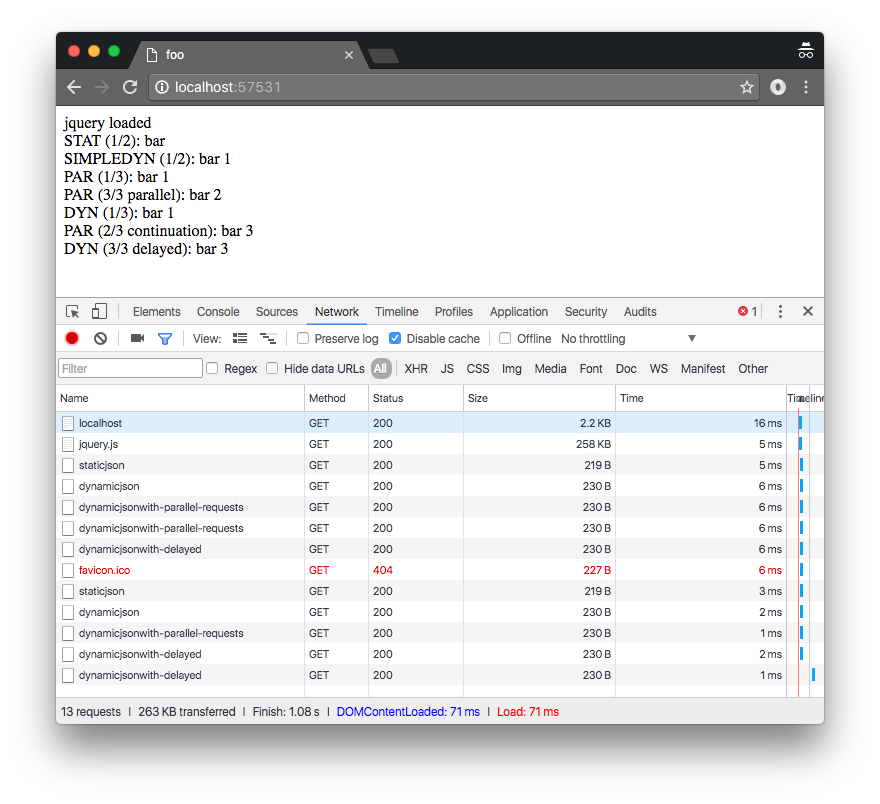 foo
localhost:57531
jquery loaded
STAT (1/2): bar
SIMPLEDYN (1/2): bar 1
PAR (1/3): bar 1
PAR (3/3 parallel): bar 2
DYN (1/3): bar 1
PAR (2/3 continuation): bar 3
DYN (3/3 delayed): bar 3
Elements Console Sources Network Timeline Profiles Application Security Audits 1
View: Preserve log Disable cache Offline No throttling
Filter Regex Hide data URLs All XHR JS CSS Img Media Font Doc WS Manifest Other
Name Method Status Size Time
localhost GET 200 2.2 KB 16 ms
jquery.js GET 200 258 KB 5 ms
staticjson GET 200 219 B 5 ms
dynamicjson GET 200 230 B 6 ms
dynamicjsonwith-parallel-requests GET 200 230 B 6 ms
dynamicjsonwith-parallel-requests GET 200 230 B 6 ms
dynamicjsonwith-delayed GET 200 230 B 6 ms
favicon.ico GET 404 227 B 6 ms
staticjson GET 200 219 B 3 ms
dynamicjson GET 200 230 B 2 ms
dynamicjsonwith-parallel-requests GET 200 230 B 1 ms
dynamicjsonwith-delayed GET 200 230 B 2 ms
dynamicjsonwith-delayed GET 200 230 B 1 ms
13 requests | 263 KB transferred | Finish: 1.08 s | DOMContentLoaded: 71 ms | Load: 71 ms